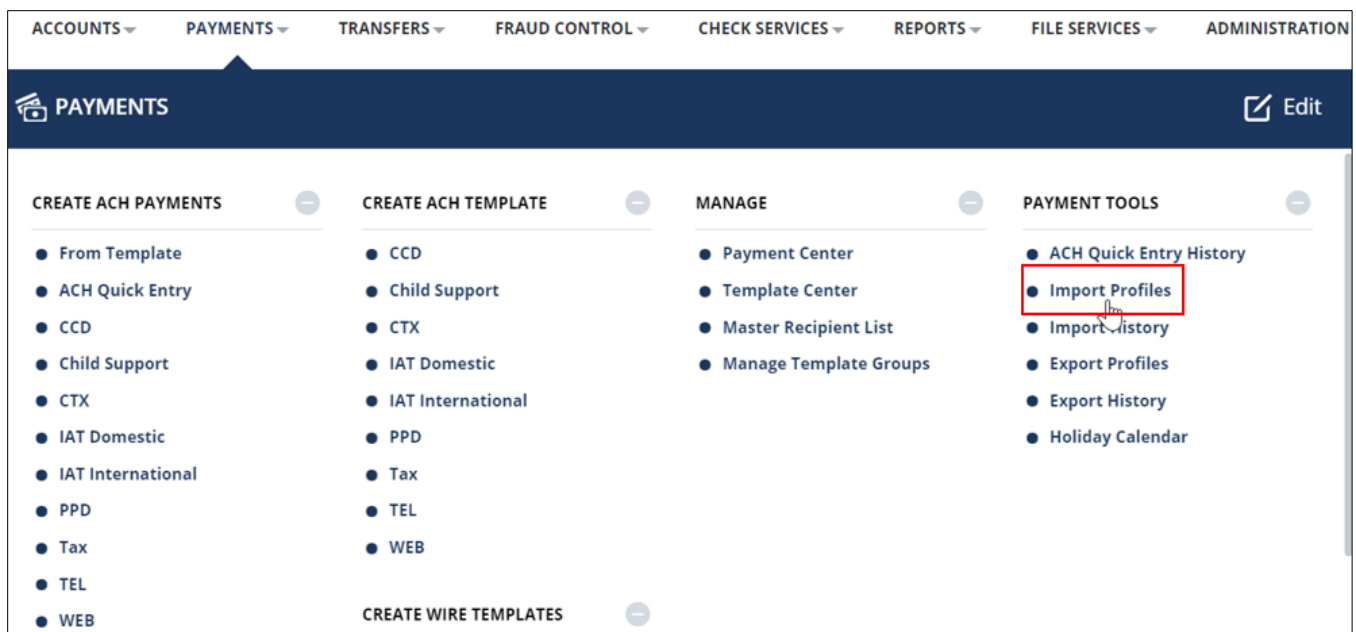 ACCOUNTS PAYMENTS TRANSFERS FRAUD CONTROL CHECK SERVICES REPORTS FILE SERVICES ADMINISTRATION
PAYMENTS Edit
CREATE ACH PAYMENTS
From Template
ACH Quick Entry
CCD
Child Support
CTX
IAT Domestic
IAT International
PPD
Tax
TEL
WEB
CREATE ACH TEMPLATE
CCD
Child Support
CTX
IAT Domestic
IAT International
PPD
Tax
TEL
WEB
CREATE WIRE TEMPLATES
MANAGE
Payment Center
Template Center
Master Recipient List
Manage Template Groups
PAYMENT TOOLS
ACH Quick Entry History
Import Profiles
Import History
Export Profiles
Export History
Holiday Calendar